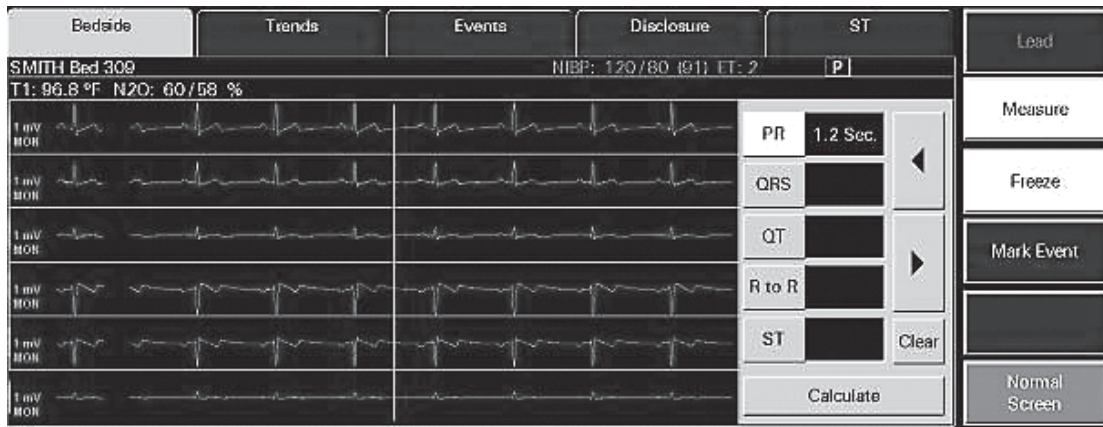 Bedside Trends Events Disclosure ST
Lead
SMITH Bed 309 NIBP: 120/80 (91) ET: 2 P
T1: 96.8 °F N2O: 60/58 %
Measure
1 mV
MON
PR 1.2 Sec.
1 mV
MON
QRS
Freeze
1 mV
MON
QT
Mark Event
1 mV
MON
R to R
1 mV
MON
ST Clear
1 mV
MON
Calculate
Normal
Screen